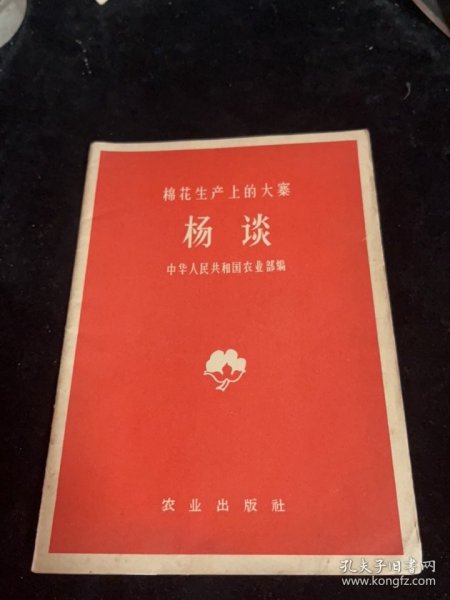 棉花生产上的大寨
杨谈
中华人民共和国农业部编
农业出版社
孔夫子旧书网
www.kongfz.com